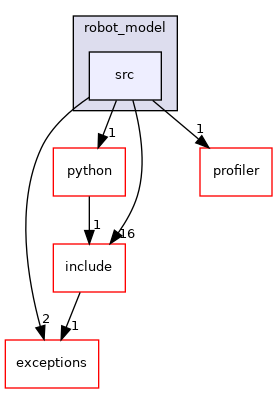 robot_model
src
1
1
python
profiler
1
16
include
2
1
exceptions